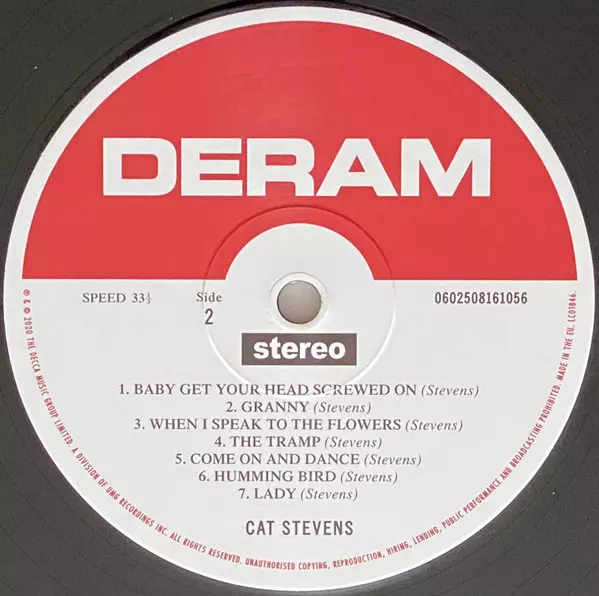 DERAM
SPEED 33⅓
Side
2
0602508161056
stereo
1. BABY GET YOUR HEAD SCREWED ON (Stevens)
2. GRANNY (Stevens)
3. WHEN I SPEAK TO THE FLOWERS (Stevens)
4. THE TRAMP (Stevens)
5. COME ON AND DANCE (Stevens)
6. HUMMING BIRD (Stevens)
7. LADY (Stevens)
CAT STEVENS
℗ & © 2020 THE DECCA MUSIC GROUP LIMITED. A DIVISION OF UMG RECORDINGS INC. ALL RIGHTS RESERVED. UNAUTHORISED COPYING, REPRODUCTION, HIRING, LENDING, PUBLIC PERFORMANCE AND BROADCASTING PROHIBITED. MADE IN THE EU. LC01846.